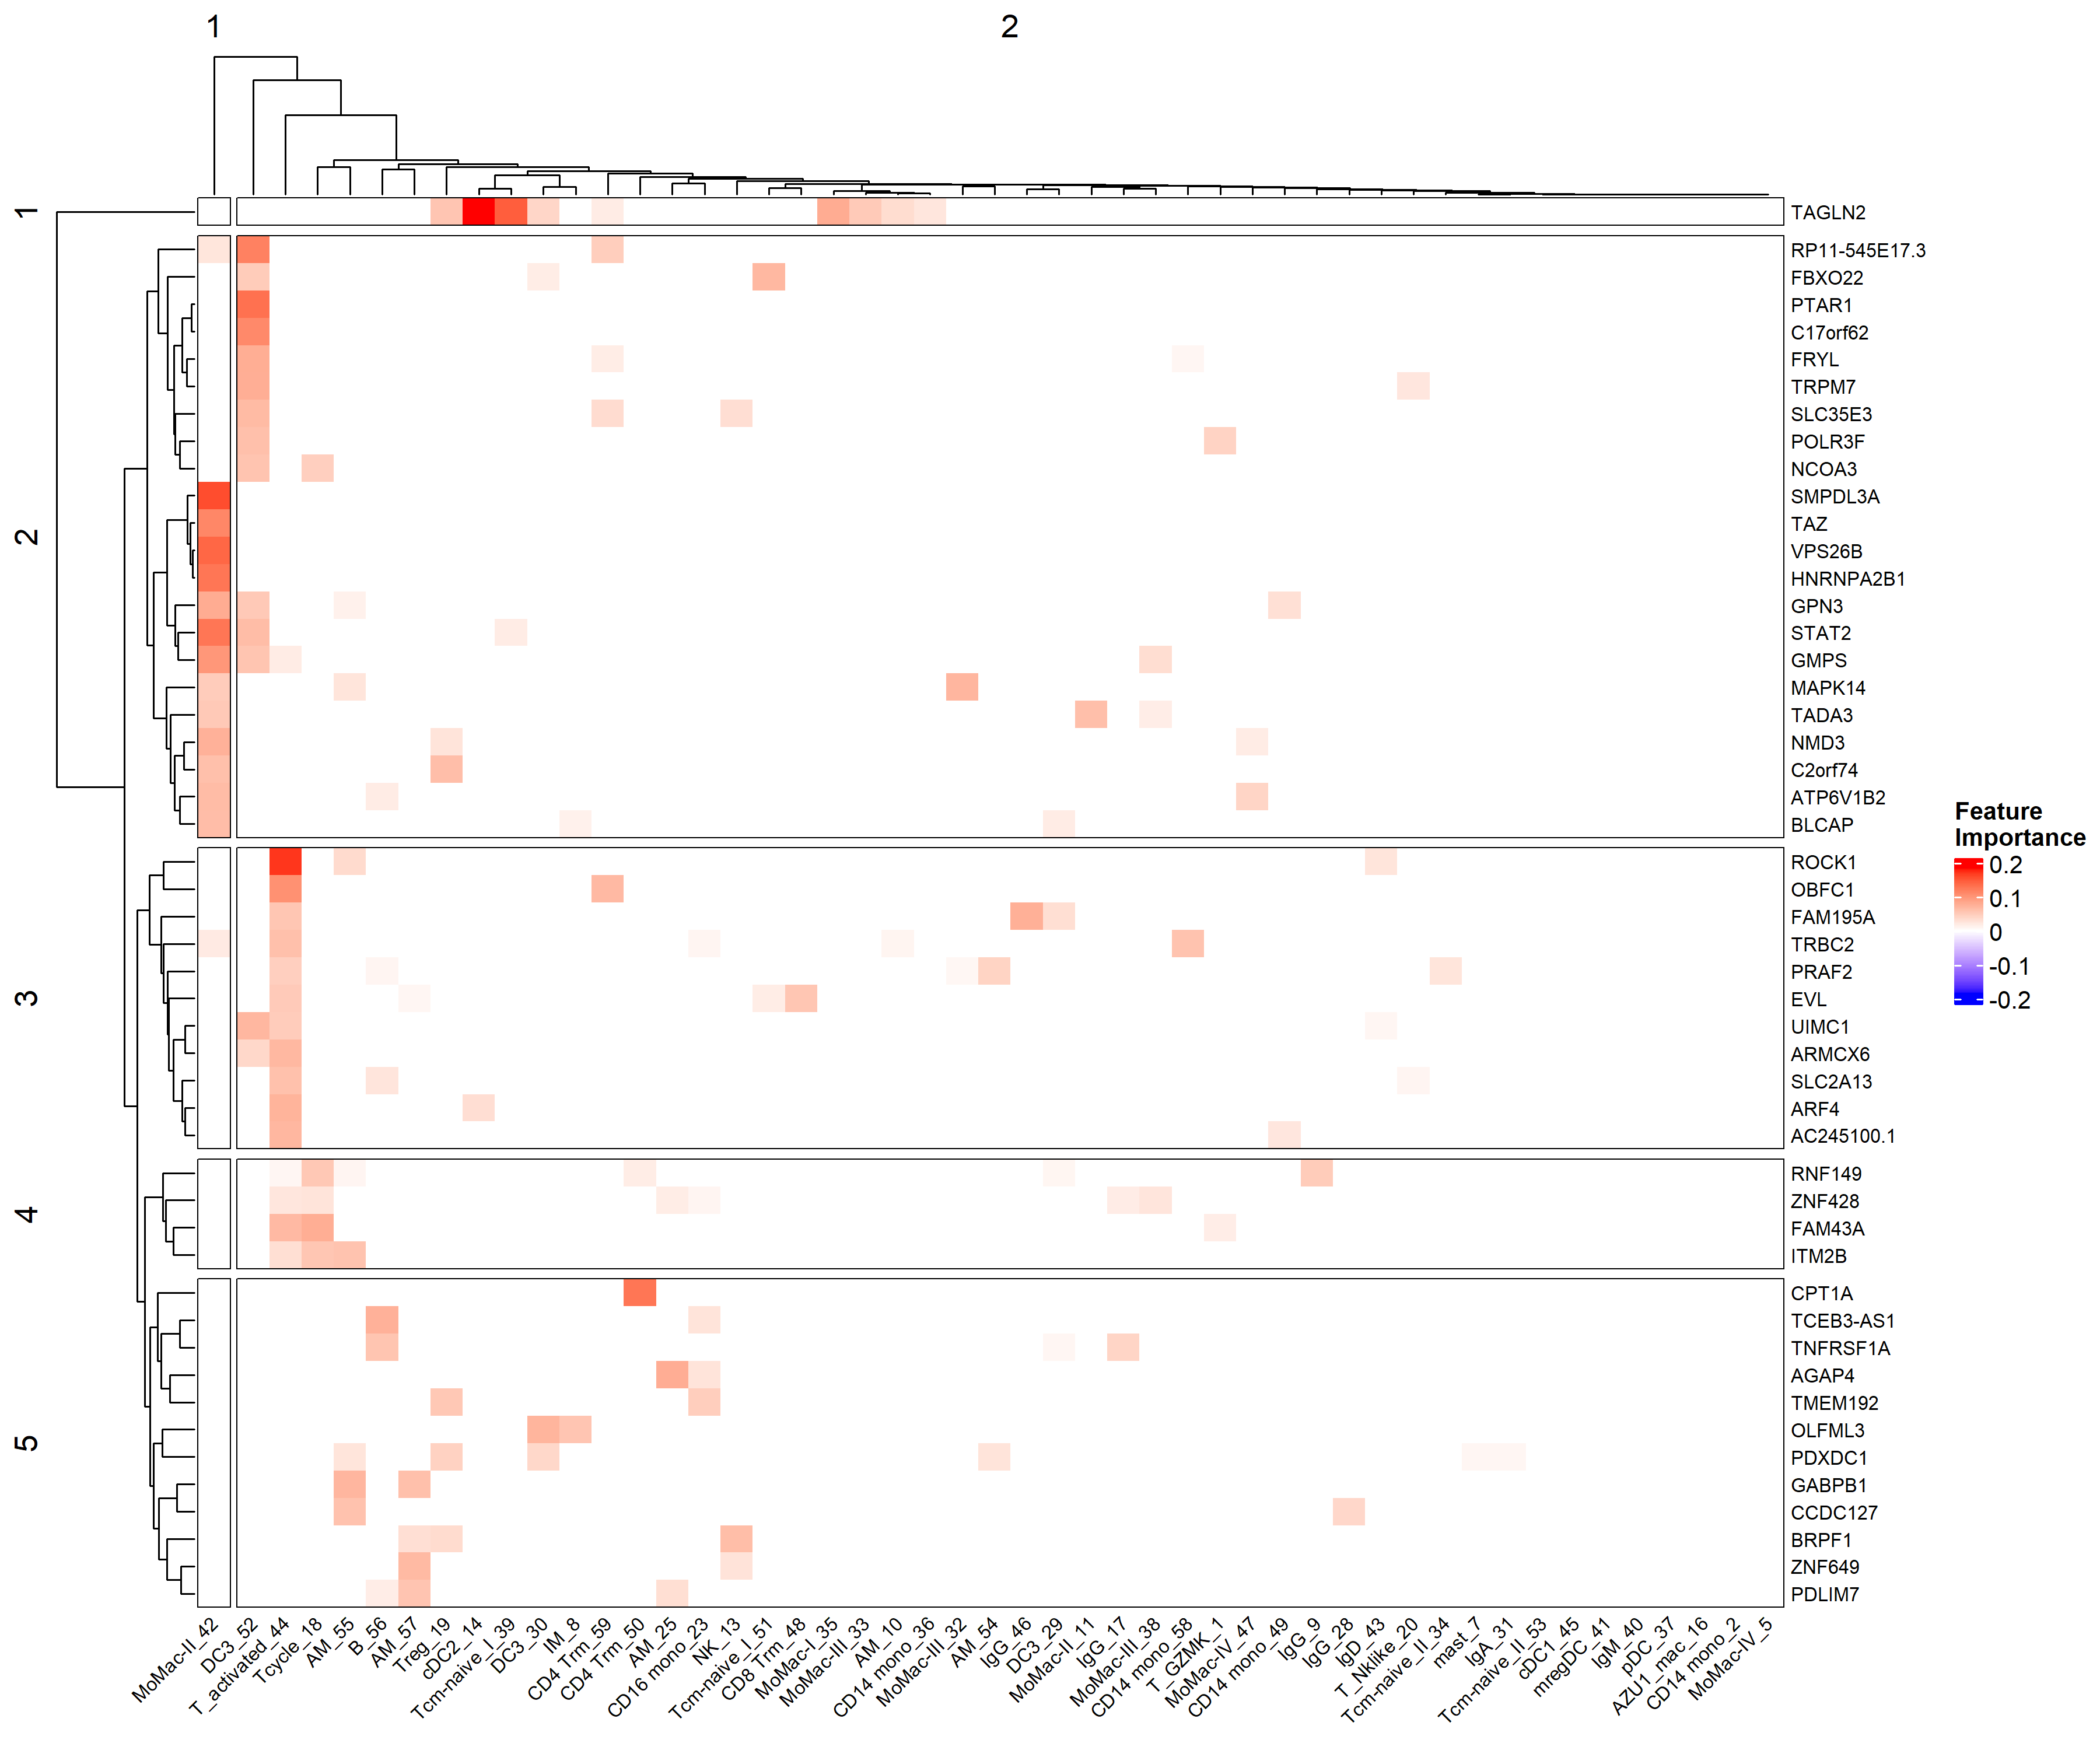 1
2
1
TAGLN2
2
RP11-545E17.3
FBXO22
PTAR1
C17orf62
FRYL
TRPM7
SLC35E3
POLR3F
NCOA3
SMPDL3A
TAZ
VPS26B
HNRNPA2B1
GPN3
STAT2
GMPS
MAPK14
TADA3
NMD3
C2orf74
ATP6V1B2
BLCAP
3
ROCK1
OBFC1
FAM195A
TRBC2
PRAF2
EVL
UIMC1
ARMCX6
SLC2A13
ARF4
AC245100.1
4
RNF149
ZNF428
FAM43A
ITM2B
5
CPT1A
TCEB3-AS1
TNFRSF1A
AGAP4
TMEM192
OLFML3
PDXDC1
GABPB1
CCDC127
BRPF1
ZNF649
PDLIM7
Feature
Importance
0.2
0.1
0
-0.1
-0.2
MoMac-II_42
DC3_52
T_activated_44
Tcycle_18
AM_55
B_56
AM_57
Treg_19
cDC2_14
Tcm-naive_I_39
DC3_30
IM_8
CD4 Trm_59
CD4 Trm_50
AM_25
CD16 mono_23
NK_13
Tcm-naive_I_51
CD8 Trm_48
MoMac-I_35
MoMac-III_33
AM_10
CD14 mono_36
MoMac-III_32
AM_54
IgG_46
DC3_29
MoMac-II_11
IgG_17
MoMac-III_38
CD14 mono_58
T_GZMK_1
MoMac-IV_47
CD14 mono_49
IgG_9
IgG_28
IgD_43
T_Nklike_20
Tcm-naive_II_34
mast_7
IgA_31
Tcm-naive_II_53
cDC1_45
mregDC_41
IgM_40
pDC_37
AZU1_mac_16
CD14 mono_2
MoMac-IV_5